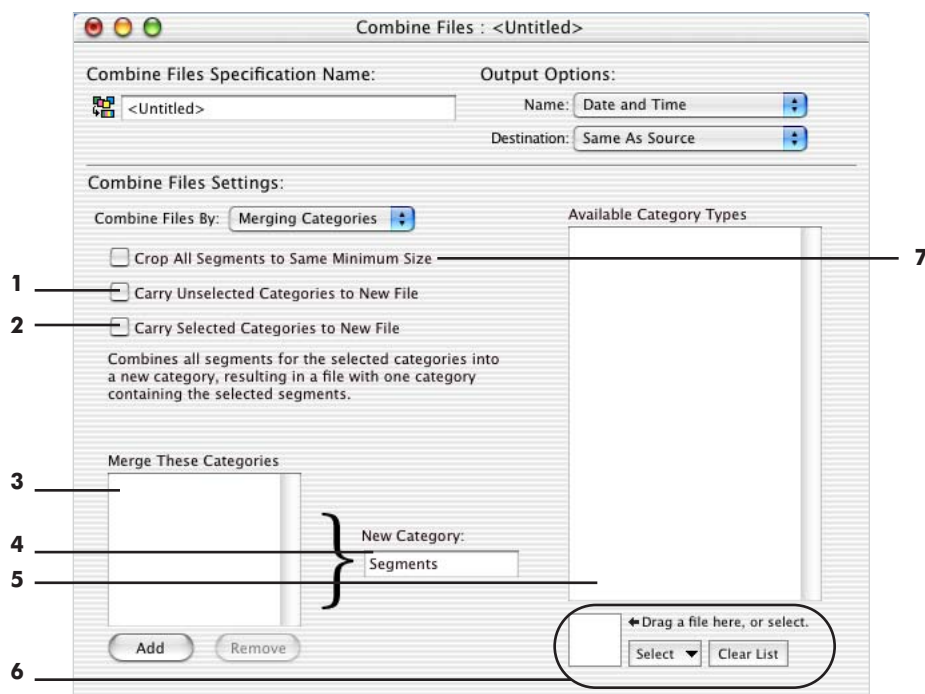 Combine Files : <Untitled>
Combine Files Specification Name:
Output Options:
<Untitled>
Name: Date and Time
Destination: Same As Source
Combine Files Settings:
Combine Files By: Merging Categories
Available Category Types
Crop All Segments to Same Minimum Size
7
1
Carry Unselected Categories to New File
2
Carry Selected Categories to New File
Combines all segments for the selected categories into
a new category, resulting in a file with one category
containing the selected segments.
Merge These Categories
3
4
New Category:
Segments
5
Drag a file here, or select.
Add
Remove
Select
Clear List
6